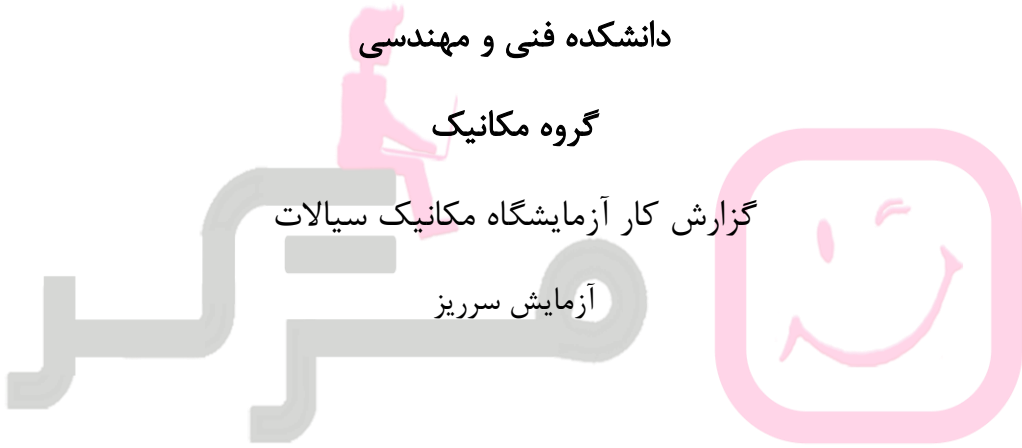 دانشکده فنی و مهندسی
گروه مکانیک
گزارش کار آزمایشگاه مکانیک سیالات
آزمایش سرریز